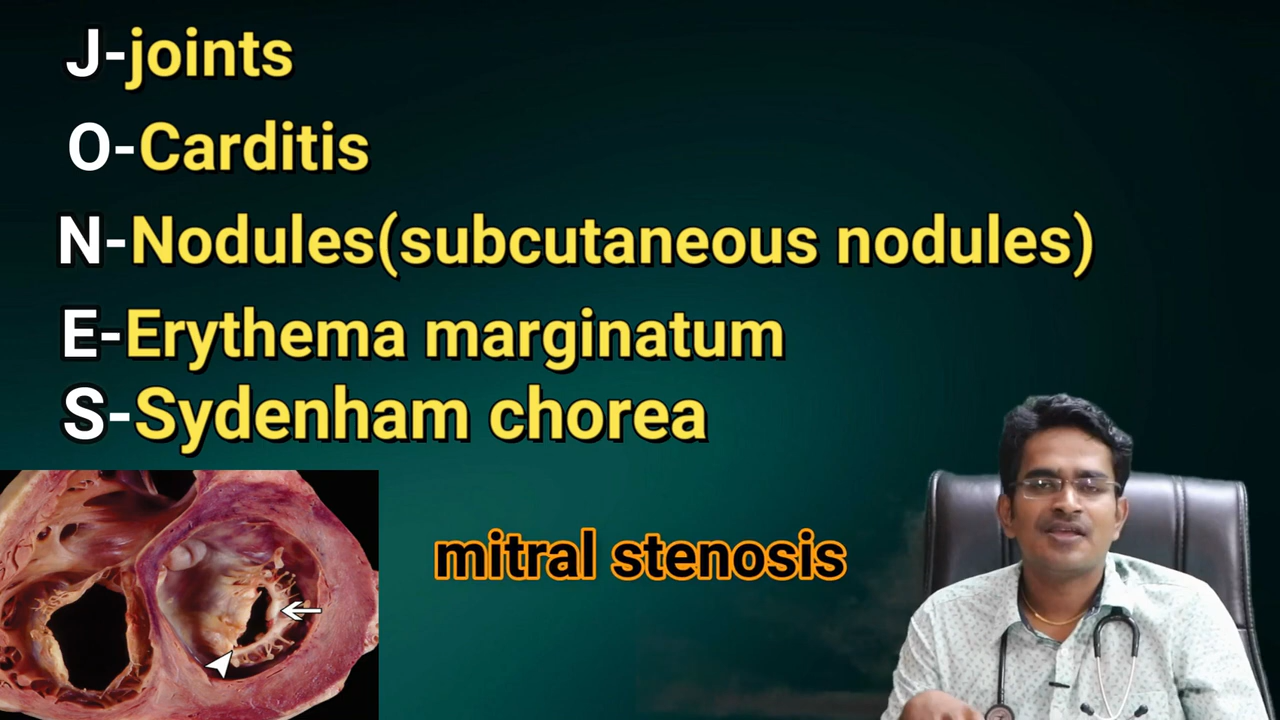 J-joints
O-Carditis
N-Nodules(subcutaneous nodules)
E-Erythema marginatum
S-Sydenham chorea
mitral stenosis